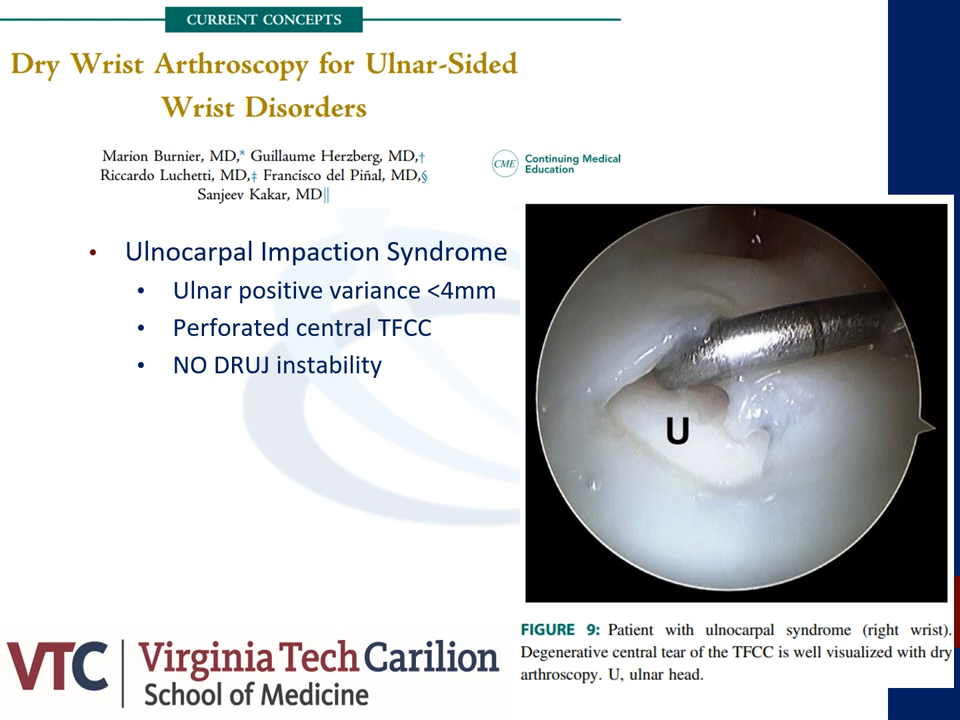 CURRENT CONCEPTS
Dry Wrist Arthroscopy for Ulnar-Sided
Wrist Disorders
Marion Burnier, MD,* Guillaume Herzberg, MD,†
Riccardo Luchetti, MD,‡ Francisco del Piñal, MD,§
Sanjeev Kakar, MD||
CME Continuing Medical
Education
• Ulnocarpal Impaction Syndrome
• Ulnar positive variance <4mm
• Perforated central TFCC
• NO DRUJ instability
U
FIGURE 9: Patient with ulnocarpal syndrome (right wrist).
Degenerative central tear of the TFCC is well visualized with dry
arthroscopy. U, ulnar head.
VTC Virginia Tech Carilion
School of Medicine